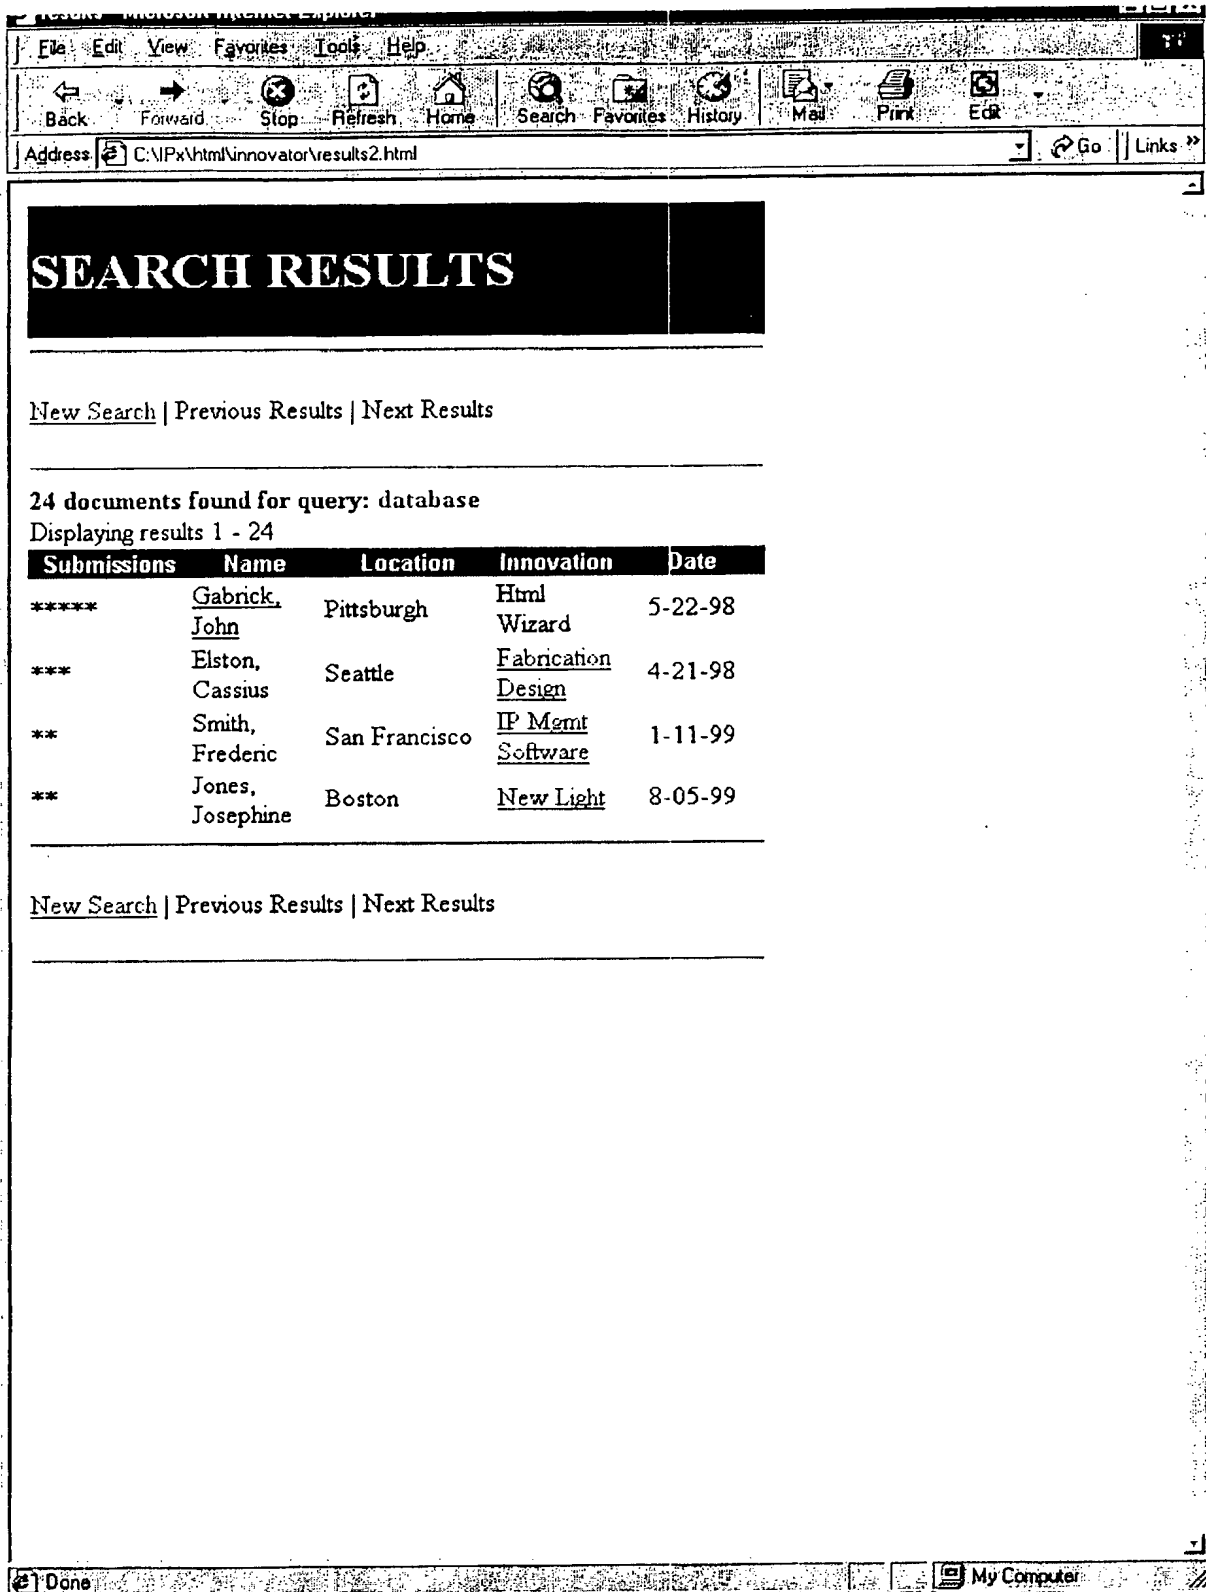 results - Microsoft Internet Explorer
File Edit View Favorites Tools Help
Back Forward Stop Refresh Home Search Favorites History Mail Print Edit
Address C:\IPx\html\innovator\results2.html Go Links »
SEARCH RESULTS
New Search | Previous Results | Next Results
24 documents found for query: database
Displaying results 1 - 24
Submissions Name Location Innovation Date
***** Gabrick, John Pittsburgh Html Wizard 5-22-98
*** Elston, Cassius Seattle Fabrication Design 4-21-98
** Smith, Frederic San Francisco IP Mgmt Software 1-11-99
** Jones, Josephine Boston New Light 8-05-99
New Search | Previous Results | Next Results
Done My Computer